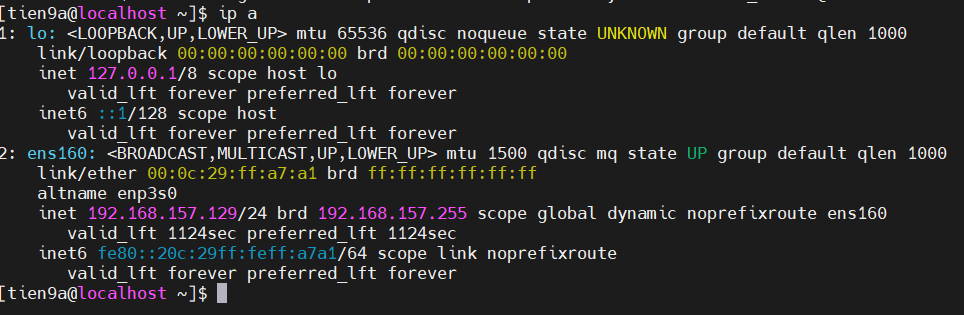 [tien9a@localhost ~]$ ip a
1: lo: <LOOPBACK,UP,LOWER_UP> mtu 65536 qdisc noqueue state UNKNOWN group default qlen 1000
    link/loopback 00:00:00:00:00:00 brd 00:00:00:00:00:00
    inet 127.0.0.1/8 scope host lo
       valid_lft forever preferred_lft forever
    inet6 ::1/128 scope host
       valid_lft forever preferred_lft forever
2: ens160: <BROADCAST,MULTICAST,UP,LOWER_UP> mtu 1500 qdisc mq state UP group default qlen 1000
    link/ether 00:0c:29:ff:a7:a1 brd ff:ff:ff:ff:ff:ff
    altname enp3s0
    inet 192.168.157.129/24 brd 192.168.157.255 scope global dynamic noprefixroute ens160
       valid_lft 1124sec preferred_lft 1124sec
    inet6 fe80::20c:29ff:feff:a7a1/64 scope link noprefixroute
       valid_lft forever preferred_lft forever
[tien9a@localhost ~]$